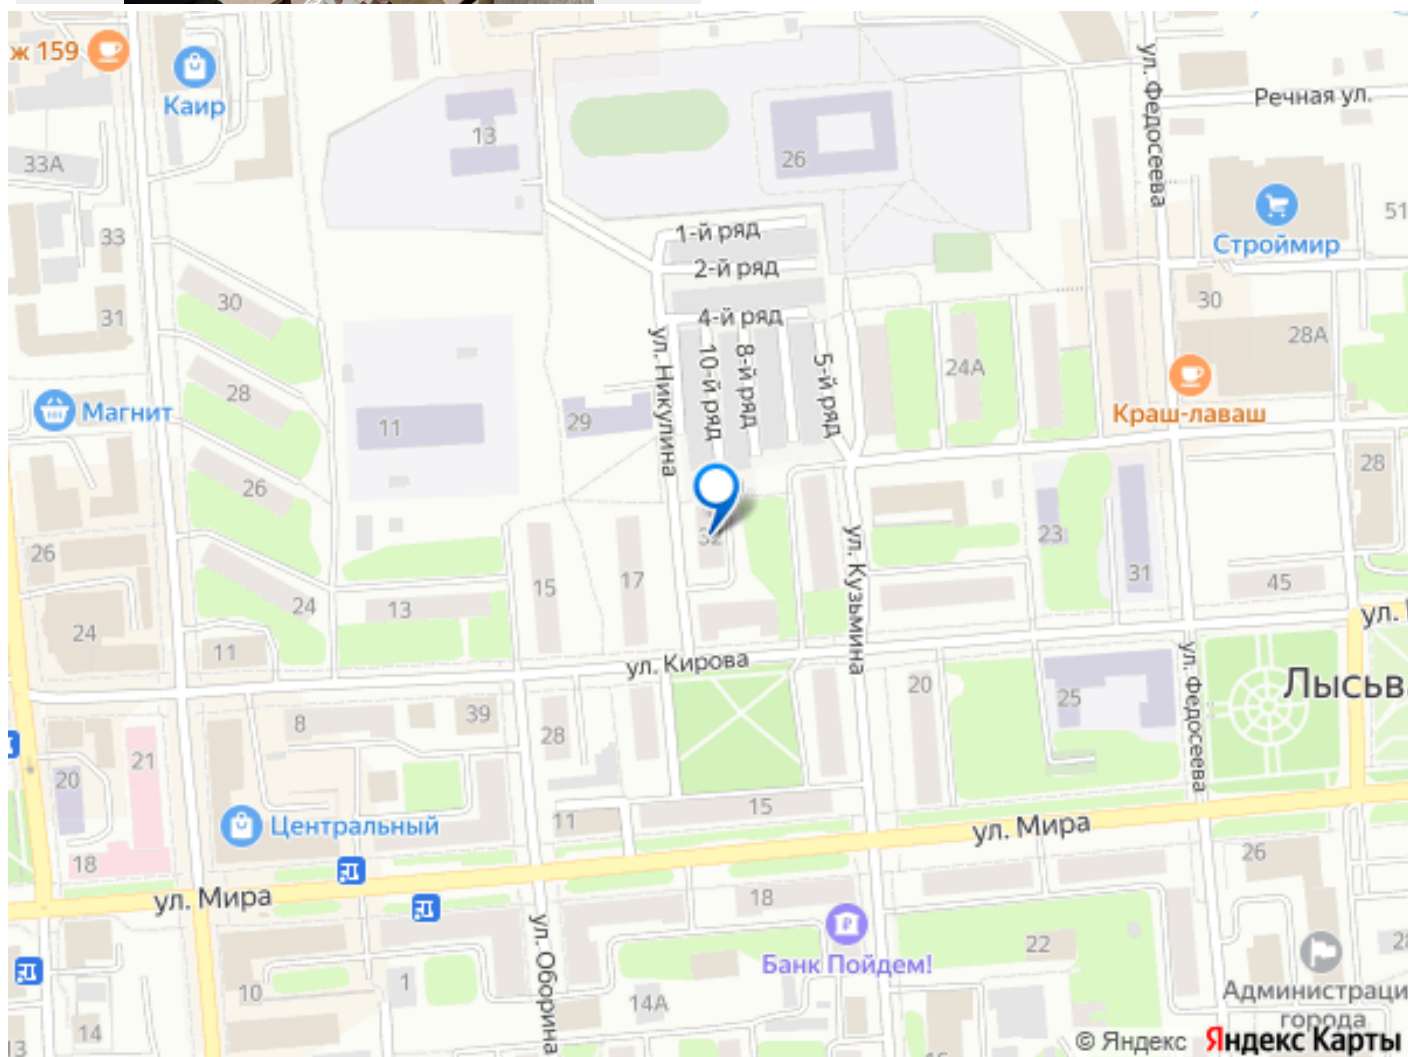 ж 159
Каир
33А
13
26
ул. Федосеева
Речная ул.
Строймир
51
33
31
30
1-й ряд
2-й ряд
4-й ряд
10-й ряд
8-й ряд
5-й ряд
ул. Никулина
30
28А
24А
Краш-лаваш
28
Магнит
28
11
29
26
26
32
15
17
ул. Кузьмина
23
31
45
24
24
13
11
ул. Кирова
20
25
ул. Федосеева
Лысьв
ул.
8
39
28
21
20
18
Центральный
11
15
ул. Мира
ул. Мира
26
18
ул. Оборина
Банк Пойдем!
22
10
1
14А
14
13
Администраци
города
© Яндекс Яндекс Карты